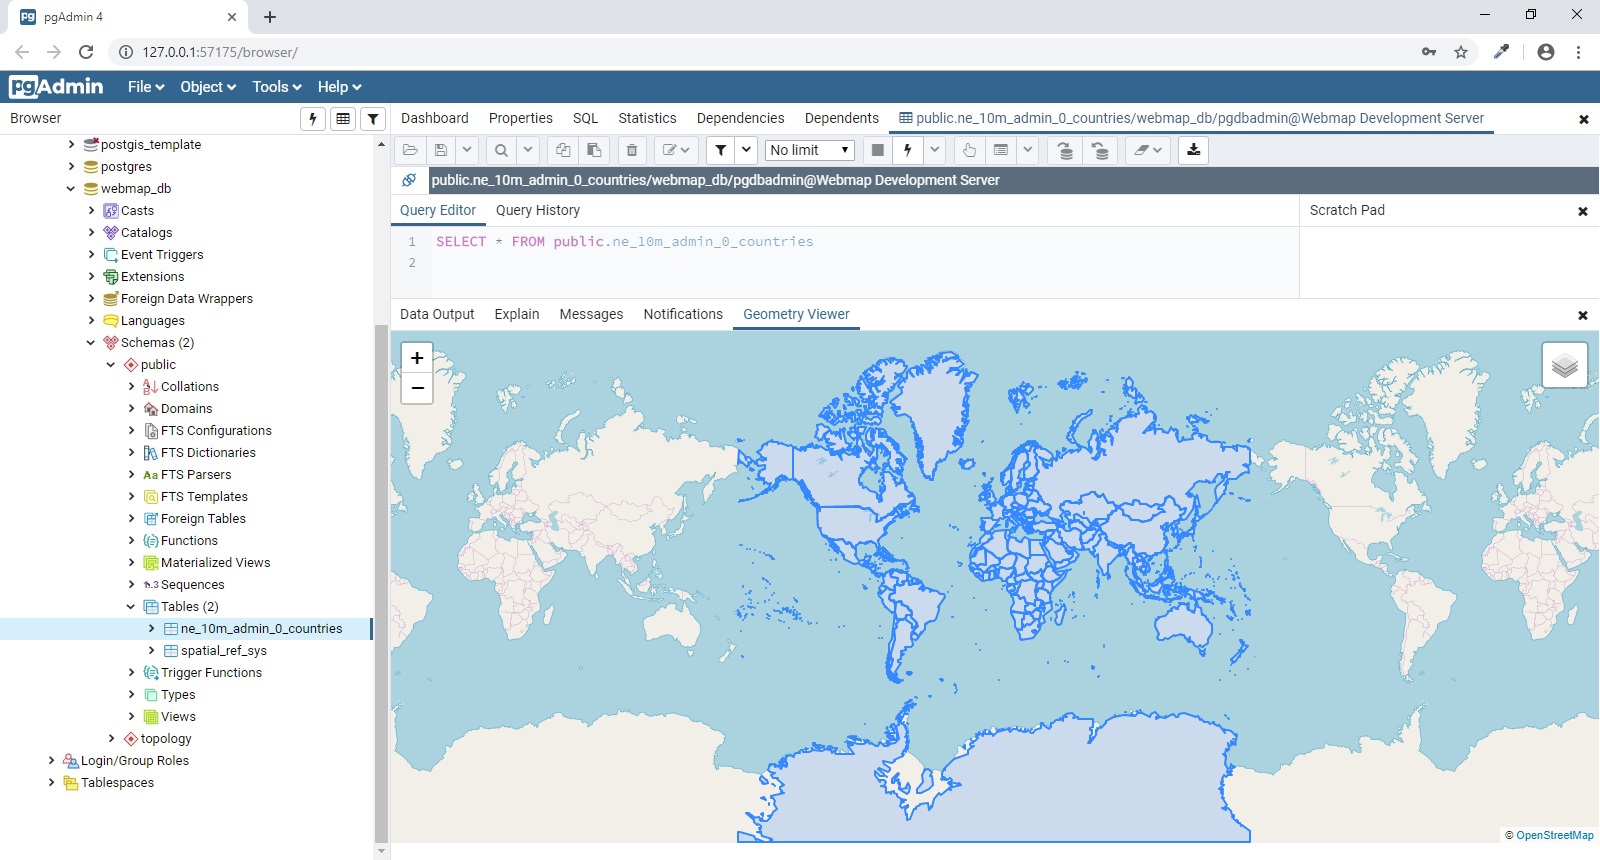 pgAdmin 4
127.0.0.1:57175/browser/
pgAdmin File Object Tools Help
Browser
Dashboard Properties SQL Statistics Dependencies Dependents public.ne_10m_admin_0_countries/webmap_db/pgdbadmin@Webmap Development Server
No limit
public.ne_10m_admin_0_countries/webmap_db/pgdbadmin@Webmap Development Server
Query Editor Query History Scratch Pad
1 SELECT * FROM public.ne_10m_admin_0_countries
2
Data Output Explain Messages Notifications Geometry Viewer
+
−
postgis_template
postgres
webmap_db
Casts
Catalogs
Event Triggers
Extensions
Foreign Data Wrappers
Languages
Schemas (2)
public
Collations
Domains
FTS Configurations
FTS Dictionaries
Aa FTS Parsers
FTS Templates
Foreign Tables
Functions
Materialized Views
1..3 Sequences
Tables (2)
ne_10m_admin_0_countries
spatial_ref_sys
Trigger Functions
Types
Views
topology
Login/Group Roles
Tablespaces
© OpenStreetMap